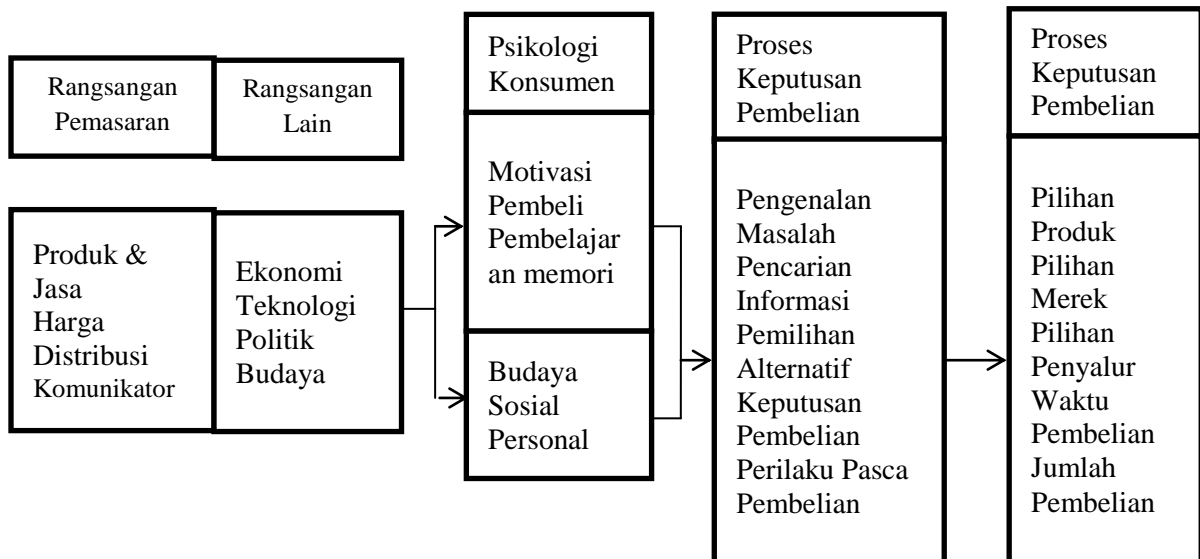 Rangsangan
Pemasaran
Rangsangan
Lain
Produk &
Jasa
Harga
Distribusi
Komunikator
Ekonomi
Teknologi
Politik
Budaya
Psikologi
Konsumen
Motivasi
Pembeli
Pembelajar
an memori
Budaya
Sosial
Personal
Proses
Keputusan
Pembelian
Pengenalan
Masalah
Pencarian
Informasi
Pemilihan
Alternatif
Keputusan
Pembelian
Perilaku Pasca
Pembelian
Proses
Keputusan
Pembelian
Pilihan
Produk
Pilihan
Merek
Pilihan
Penyalur
Waktu
Pembelian
Jumlah
Pembelian